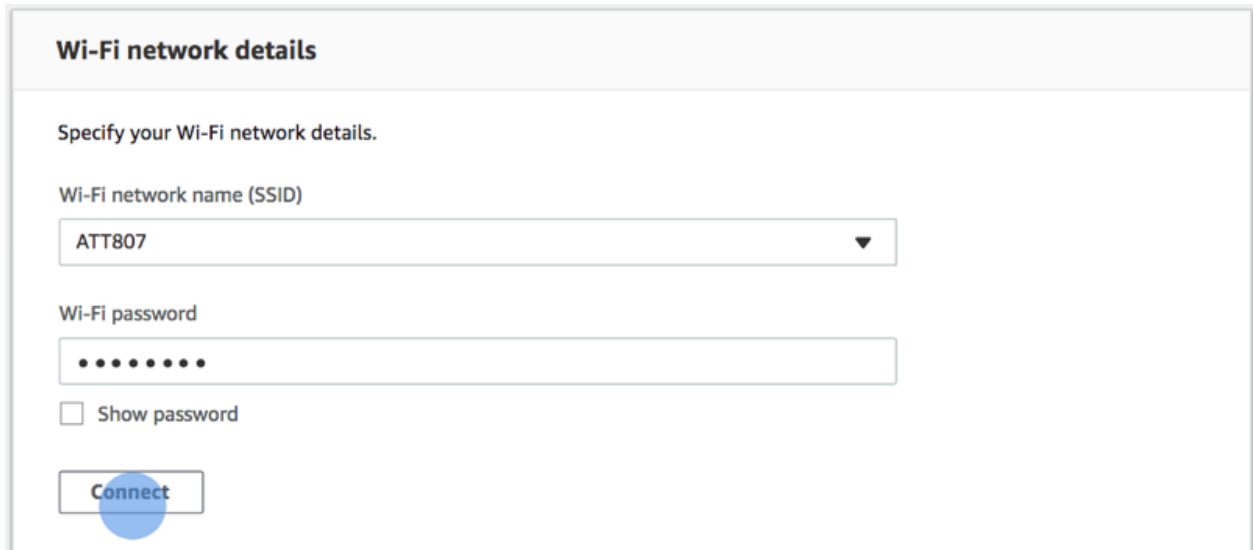 Wi-Fi network details
Specify your Wi-Fi network details.
Wi-Fi network name (SSID)
ATT807
Wi-Fi password
••••••••
Show password
Connect